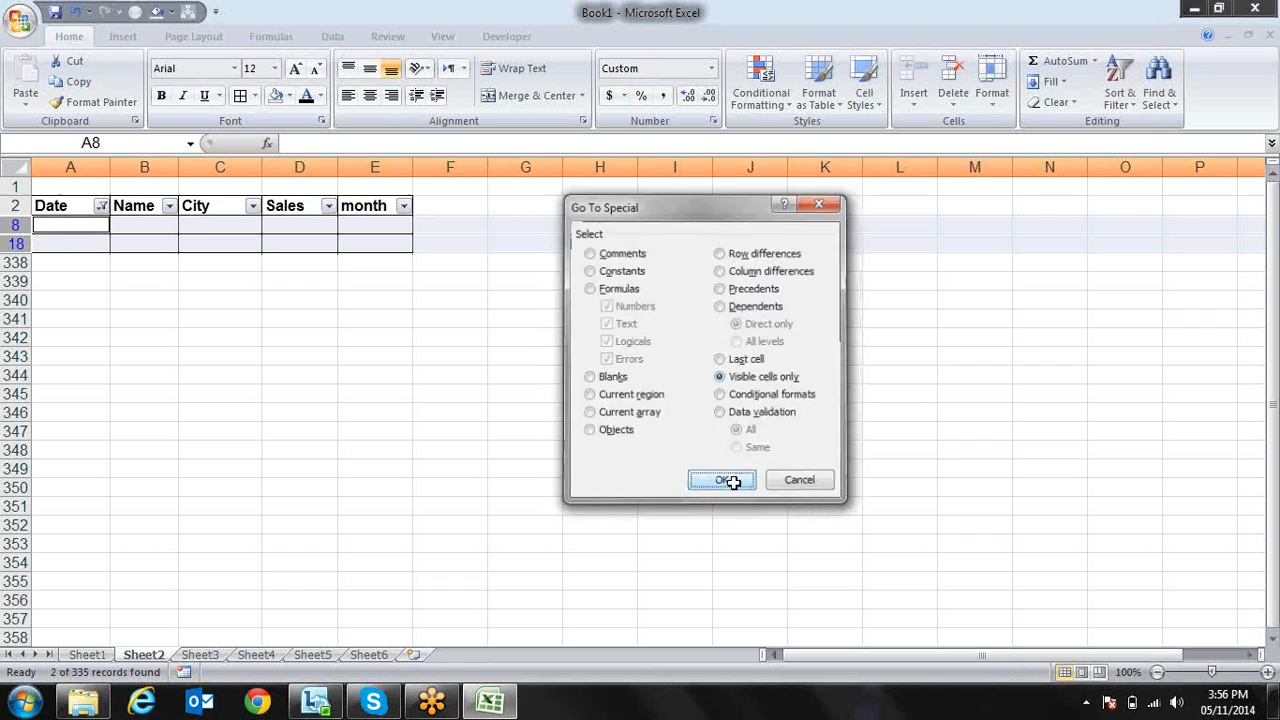 Book1 - Microsoft Excel
Home Insert Page Layout Formulas Data Review View Developer
Paste Cut Copy Format Painter
Clipboard
Arial 12
B I U A
Font
Wrap Text
Merge & Center
Alignment
Custom
$ % ,
Number
Conditional Formatting Format as Table Cell Styles
Styles
Insert Delete Format
Cells
AutoSum Fill Clear Sort & Filter Find & Select
Editing
A8 fx
A B C D E F G H I J K L M N O P
1
2 Date Name City Sales month
8
18
338
339
340
341
342
343
344
345
346
347
348
349
350
351
352
353
354
355
356
357
358
Go To Special
Select
Comments Row differences
Constants Column differences
Formulas Precedents
Numbers Dependents
Text Direct only
Logicals All levels
Errors Last cell
Blanks Visible cells only
Current region Conditional formats
Current array Data validation
Objects All
Same
OK Cancel
Sheet1 Sheet2 Sheet3 Sheet4 Sheet5 Sheet6
Ready 2 of 335 records found 100%
3:56 PM
05/11/2014